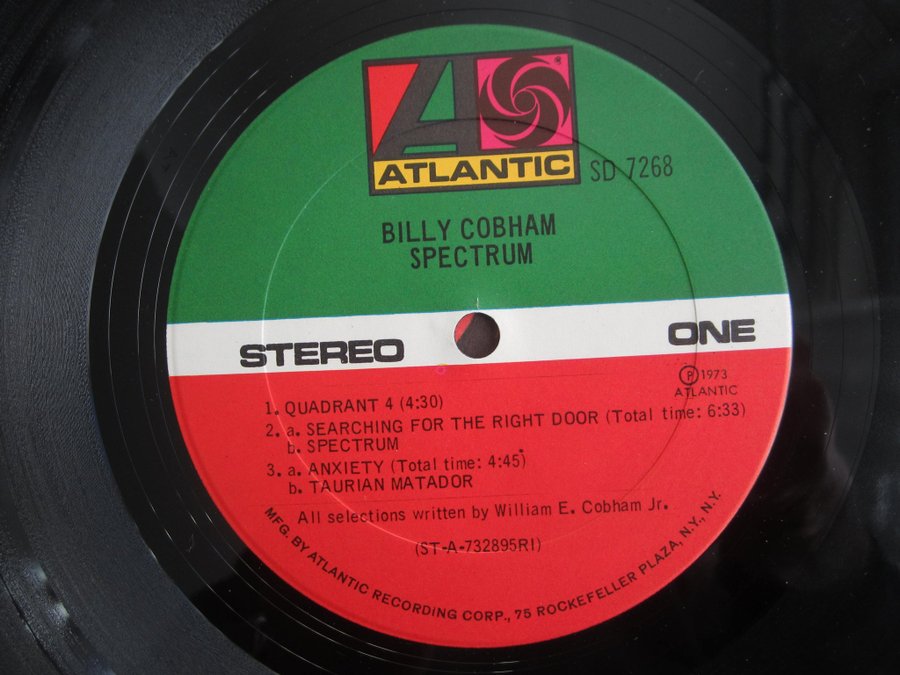 ATLANTIC
SD 7268
BILLY COBHAM
SPECTRUM
STEREO
ONE
℗ 1973
ATLANTIC
1. QUADRANT 4 (4:30)
2. a. SEARCHING FOR THE RIGHT DOOR (Total time: 6:33)
b. SPECTRUM
3. a. ANXIETY (Total time: 4:45)
b. TAURIAN MATADOR
All selections written by William E. Cobham Jr.
(ST-A-732895RI)
MFG. BY ATLANTIC RECORDING CORP., 75 ROCKEFELLER PLAZA, N.Y., N.Y.